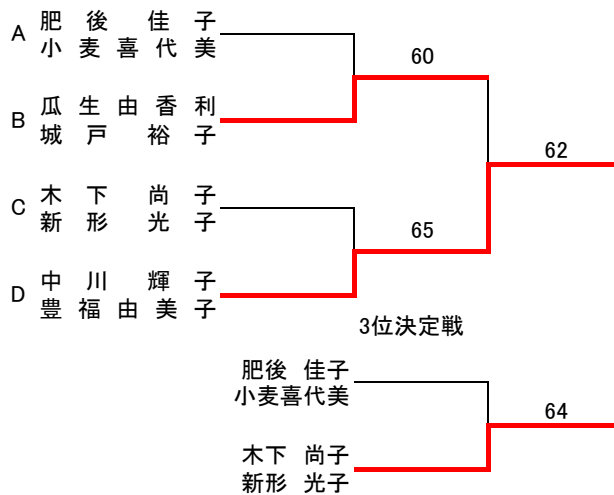 A 肥後佳子
小麦喜代美
60
B 瓜生由香利
城戸裕子
62
C 木下尚子
新形光子
65
D 中川輝子
豊福由美子
3位決定戦
肥後 佳子
小麦喜代美
64
木下 尚子
新形 光子